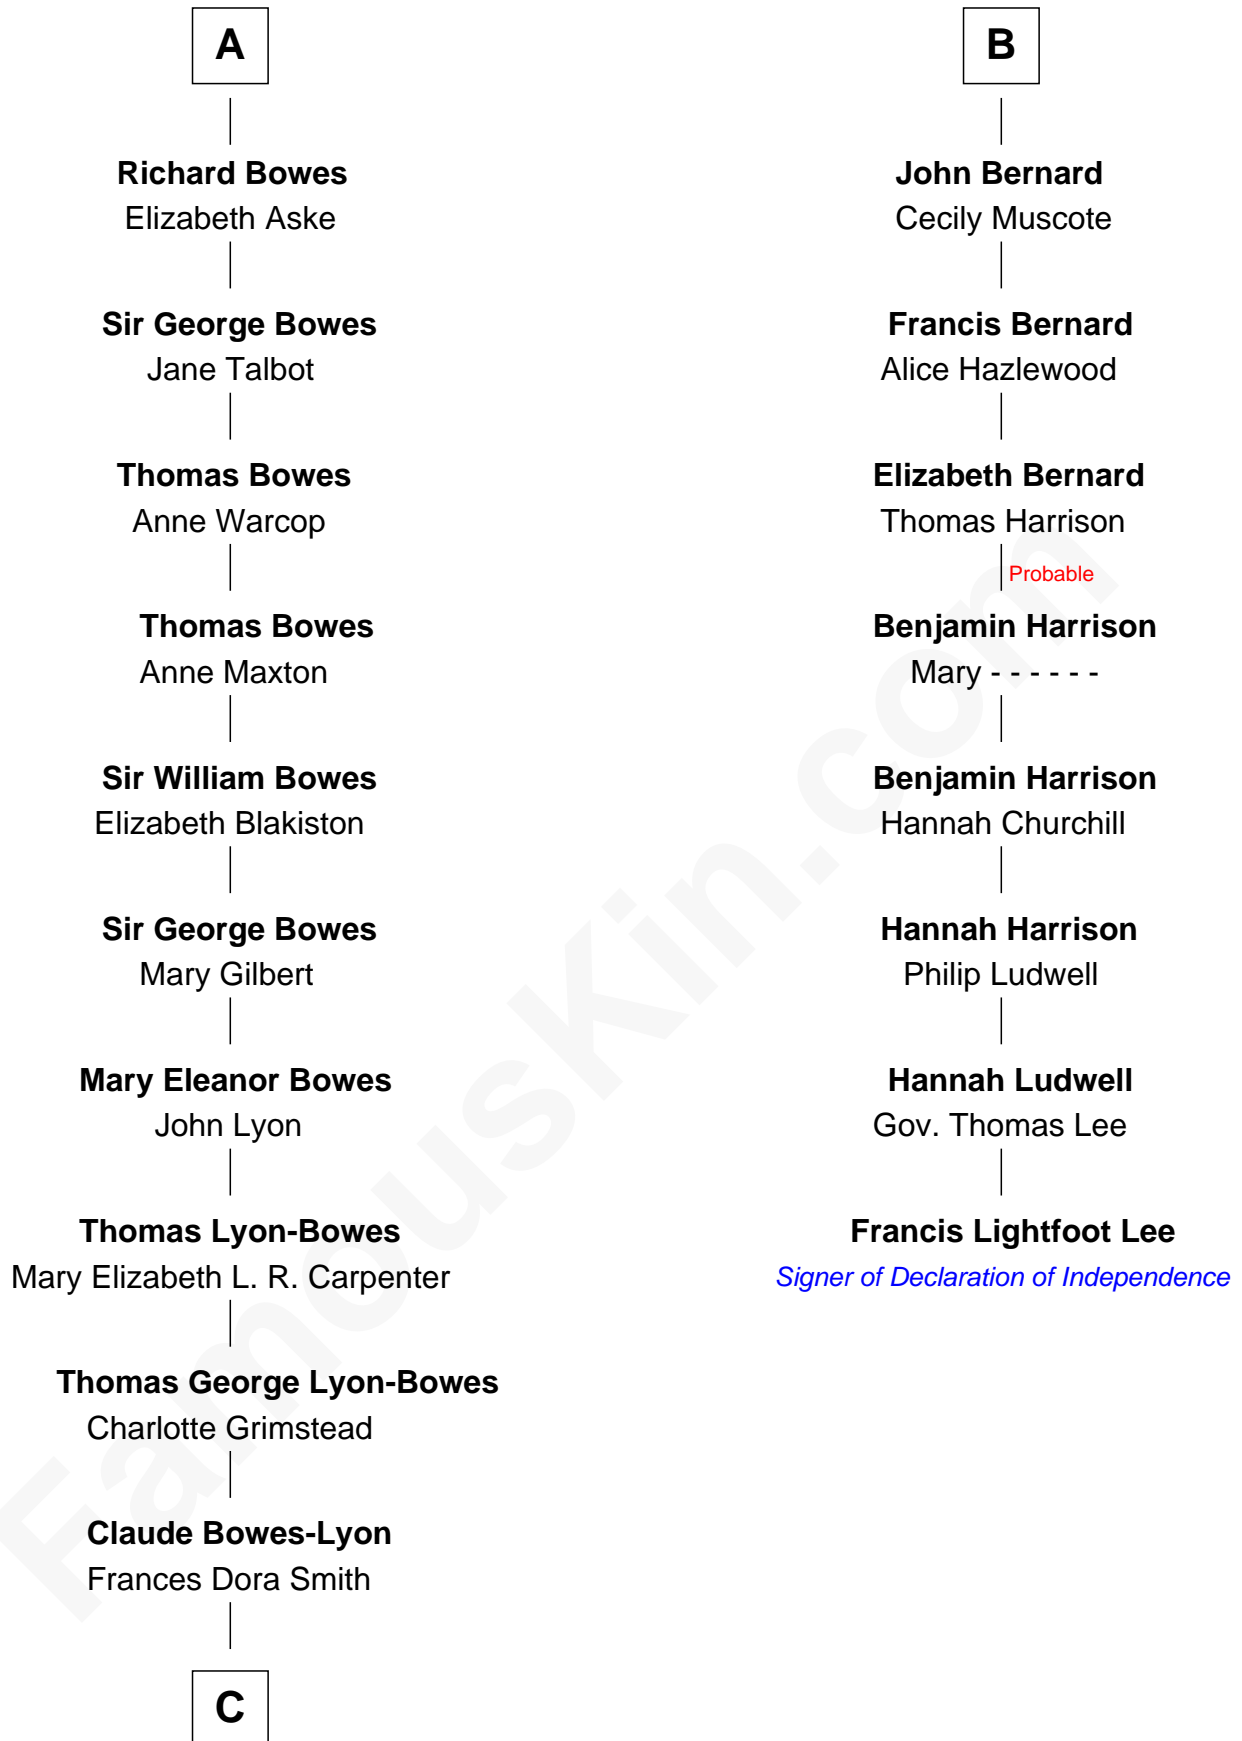 A
Richard Bowes
Elizabeth Aske
Sir George Bowes
Jane Talbot
Thomas Bowes
Anne Warcop
Thomas Bowes
Anne Maxton
Sir William Bowes
Elizabeth Blakiston
Sir George Bowes
Mary Gilbert
Mary Eleanor Bowes
John Lyon
Thomas Lyon-Bowes
Mary Elizabeth L. R. Carpenter
Thomas George Lyon-Bowes
Charlotte Grimstead
Claude Bowes-Lyon
Frances Dora Smith
C
B
John Bernard
Cecily Muscote
Francis Bernard
Alice Hazlewood
Elizabeth Bernard
Thomas Harrison
Probable
Benjamin Harrison
Mary - - - - - -
Benjamin Harrison
Hannah Churchill
Hannah Harrison
Philip Ludwell
Hannah Ludwell
Gov. Thomas Lee
Francis Lightfoot Lee
Signer of Declaration of Independence
FamousKin.com